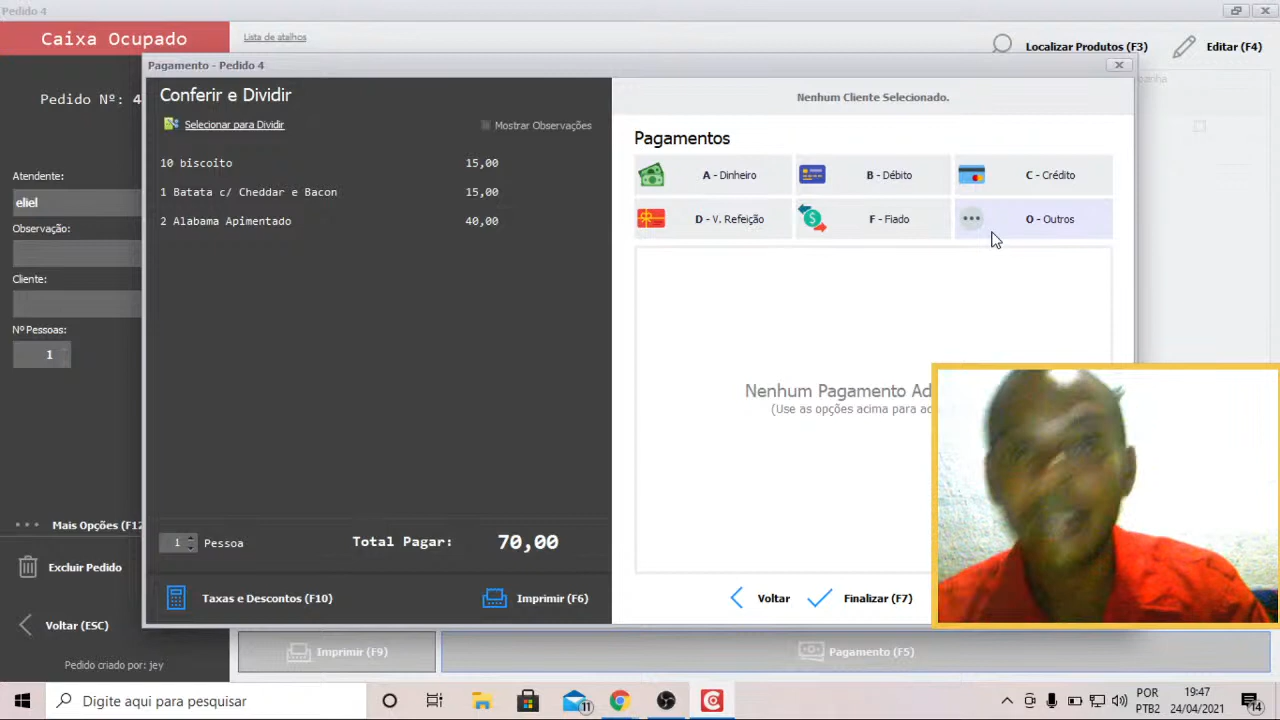 Pedido 4
Caixa Ocupado
Lista de atalhos
Localizar Produtos (F3)
Editar (F4)
Pedido Nº: 4
Atendente:
eliel
Observação:
Cliente:
Nº Pessoas:
1
Mais Opções (F12
Excluir Pedido
Voltar (ESC)
Pedido criado por: jey
Pagamento - Pedido 4
Conferir e Dividir
Selecionar para Dividir
Mostrar Observações
10 biscoito 15,00
1 Batata c/ Cheddar e Bacon 15,00
2 Alabama Apimentado 40,00
1 Pessoa
Total Pagar: 70,00
Taxas e Descontos (F10)
Imprimir (F6)
Nenhum Cliente Selecionado.
Pagamentos
A - Dinheiro
B - Débito
C - Crédito
D - V. Refeição
F - Fiado
O - Outros
Nenhum Pagamento Ad
(Use as opções acima para ad
Voltar
Finalizar (F7)
Imprimir (F9)
Pagamento (F5)
Digite aqui para pesquisar
11
POR
PTB2
19:47
24/04/2021
14